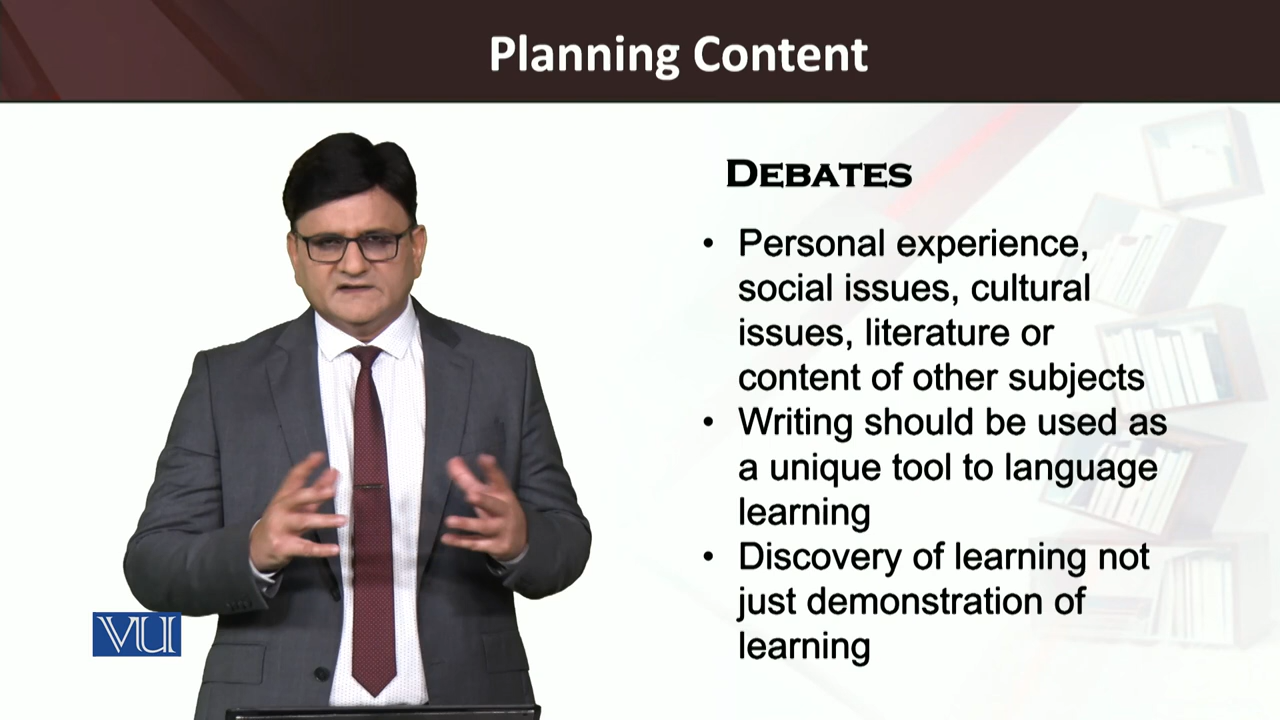 Planning Content
DEBATES
• Personal experience,
social issues, cultural
issues, literature or
content of other subjects
• Writing should be used as
a unique tool to language
learning
• Discovery of learning not
just demonstration of
learning
VU